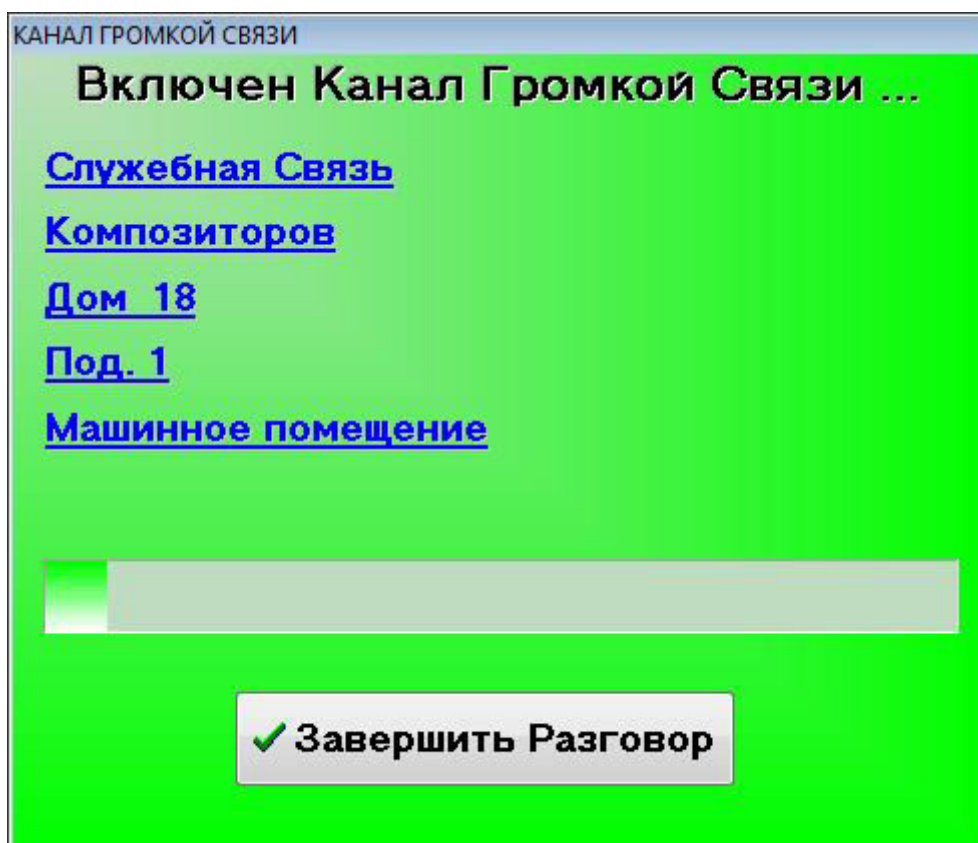 КАНАЛ ГРОМКОЙ СВЯЗИ
Включен Канал Громкой Связи ...
Служебная Связь
Композиторов
Дом 18
Под. 1
Машинное помещение
Завершить Разговор